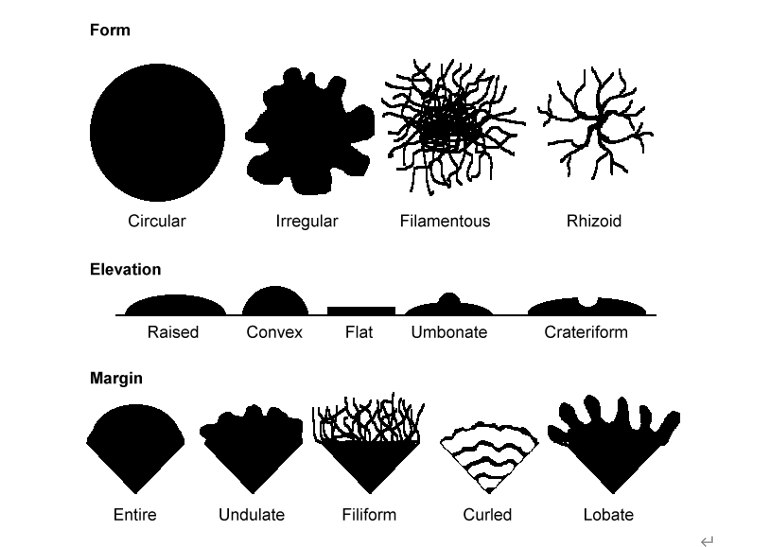 Form
Circular Irregular Filamentous Rhizoid
Elevation
Raised Convex Flat Umbonate Crateriform
Margin
Entire Undulate Filiform Curled Lobate